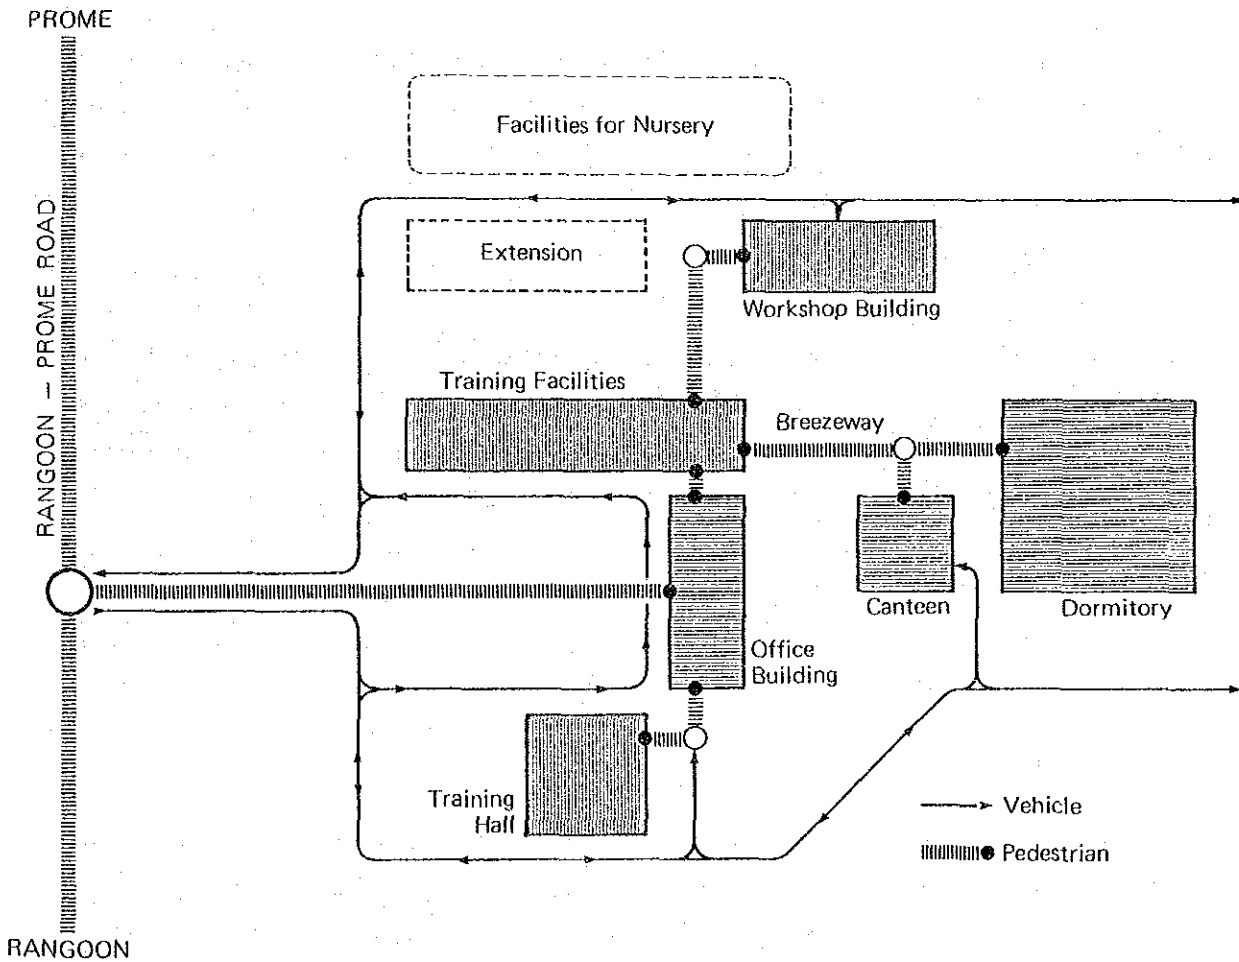 PROME
RANGOON — PROME ROAD
Facilities for Nursery
Extension
Workshop Building
Training Facilities
Breezeway
Canteen
Dormitory
Office
Building
Training
Hall
Vehicle
Pedestrian
RANGOON